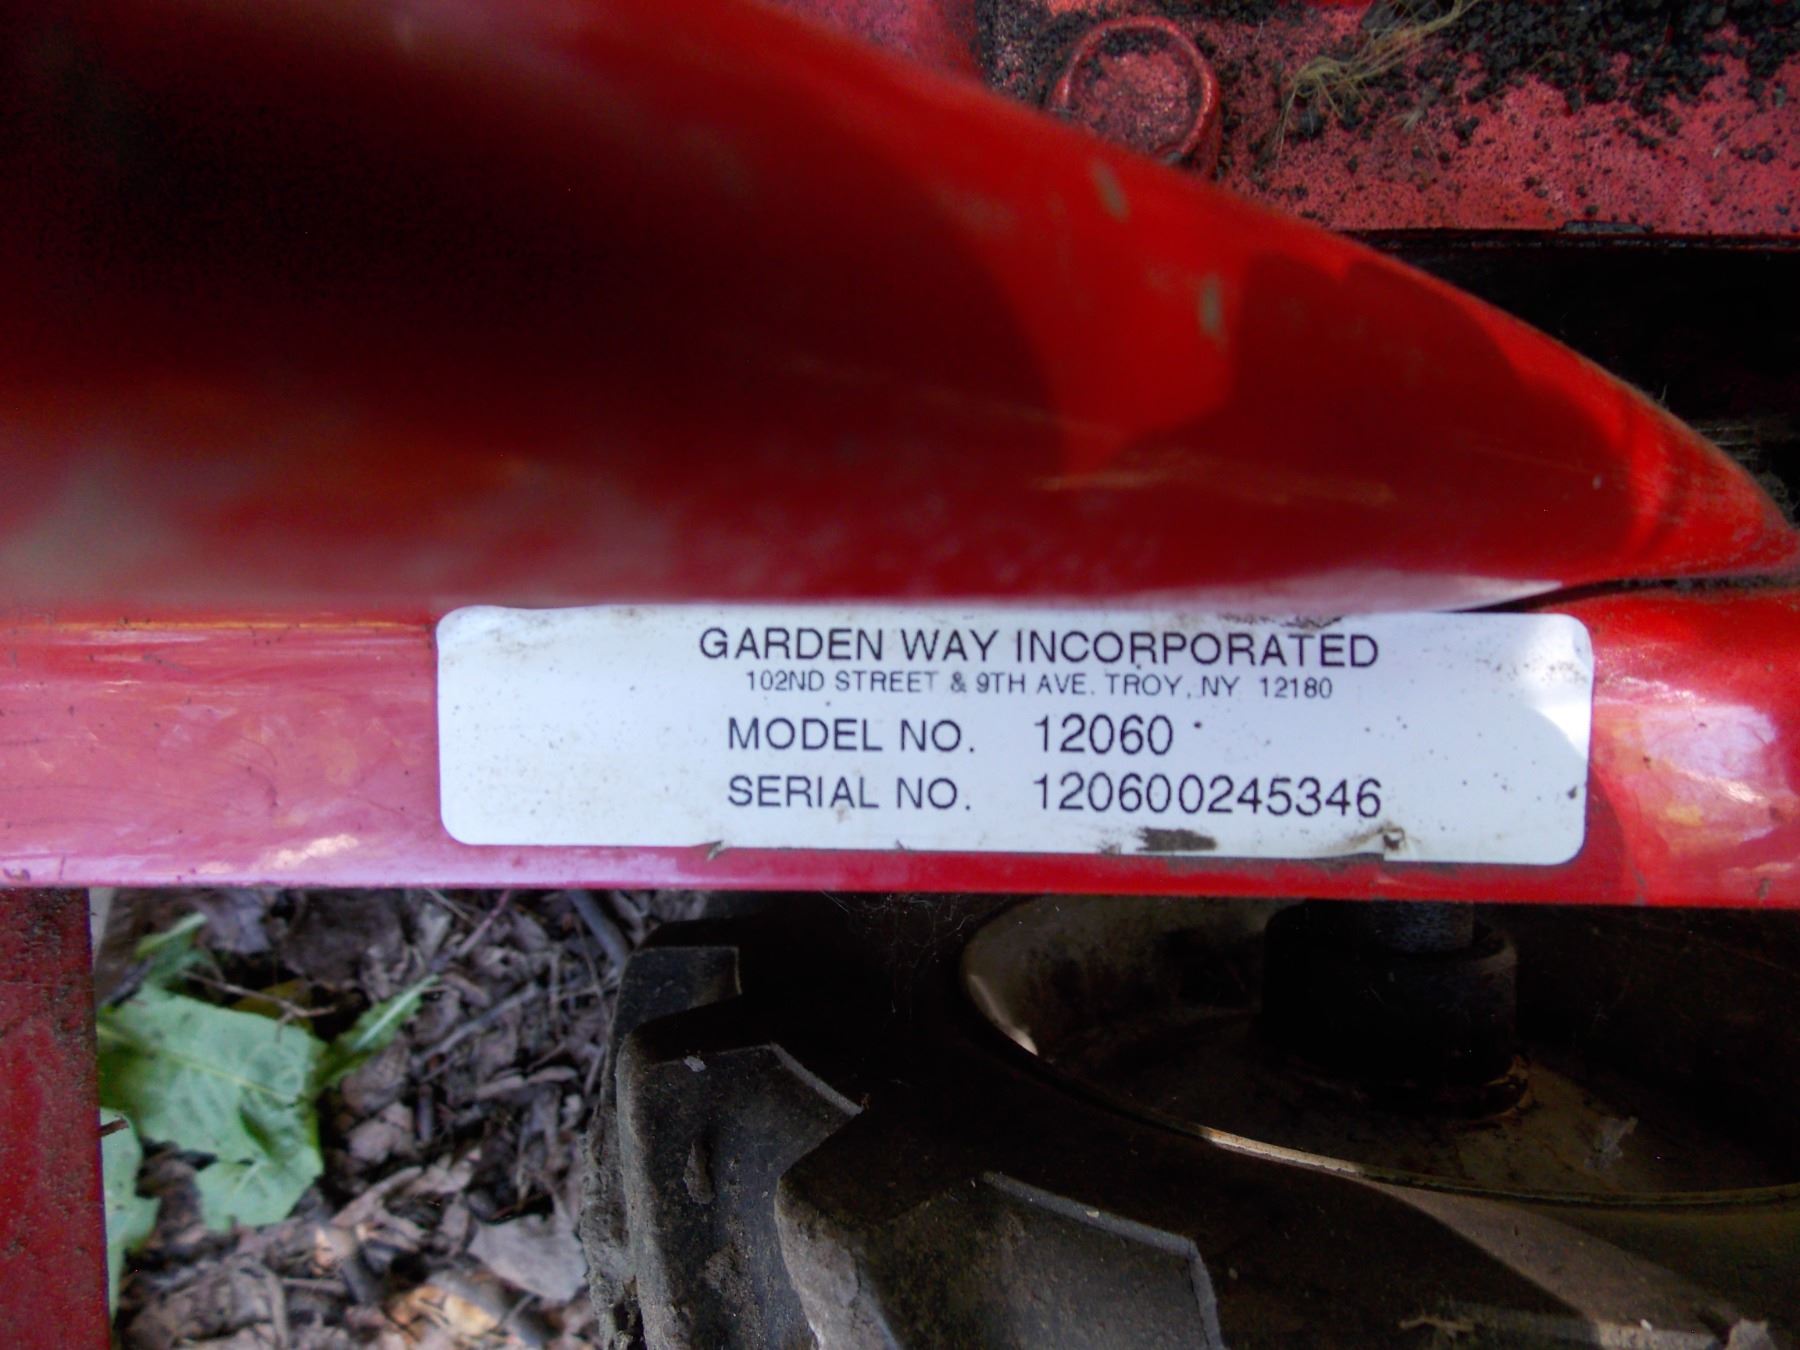 GARDEN WAY INCORPORATED
102ND STREET & 9TH AVE. TROY, NY 12180
MODEL NO. 12060
SERIAL NO. 120600245346